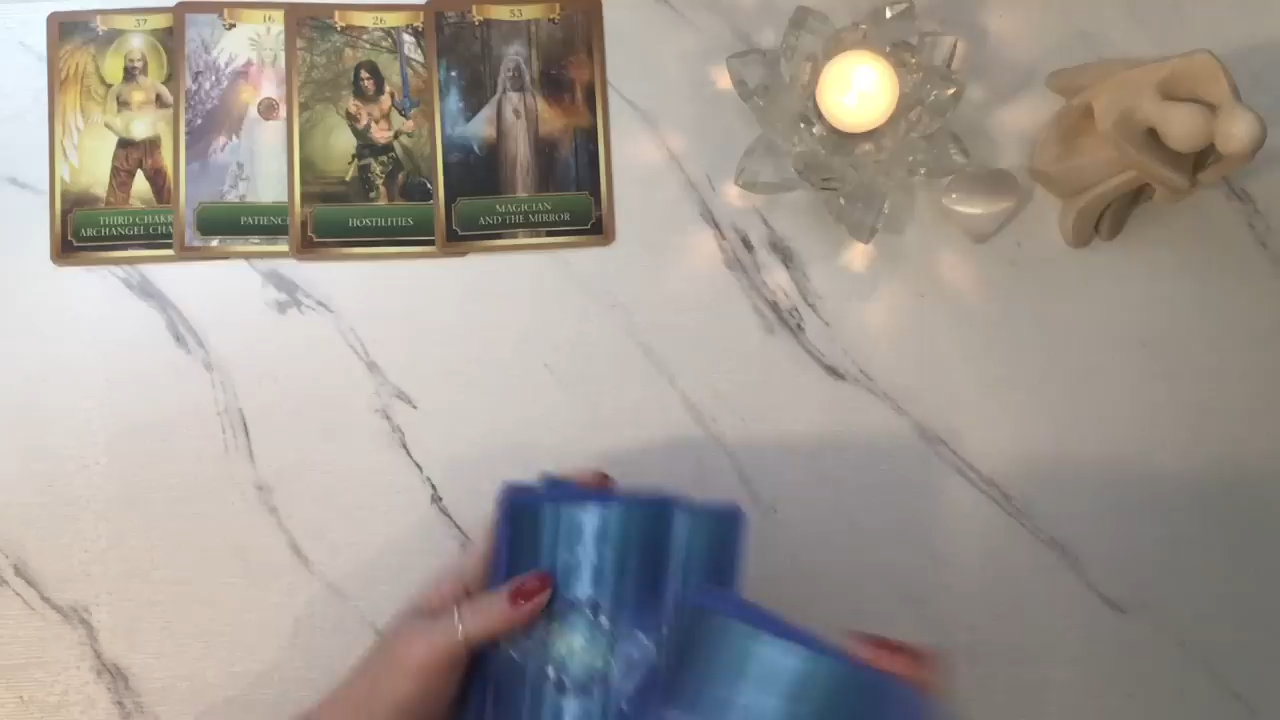 37
THIRD CHAKR
ARCHANGEL CHA
16
PATIENC
26
HOSTILITIES
53
MAGICIAN
AND THE MIRROR